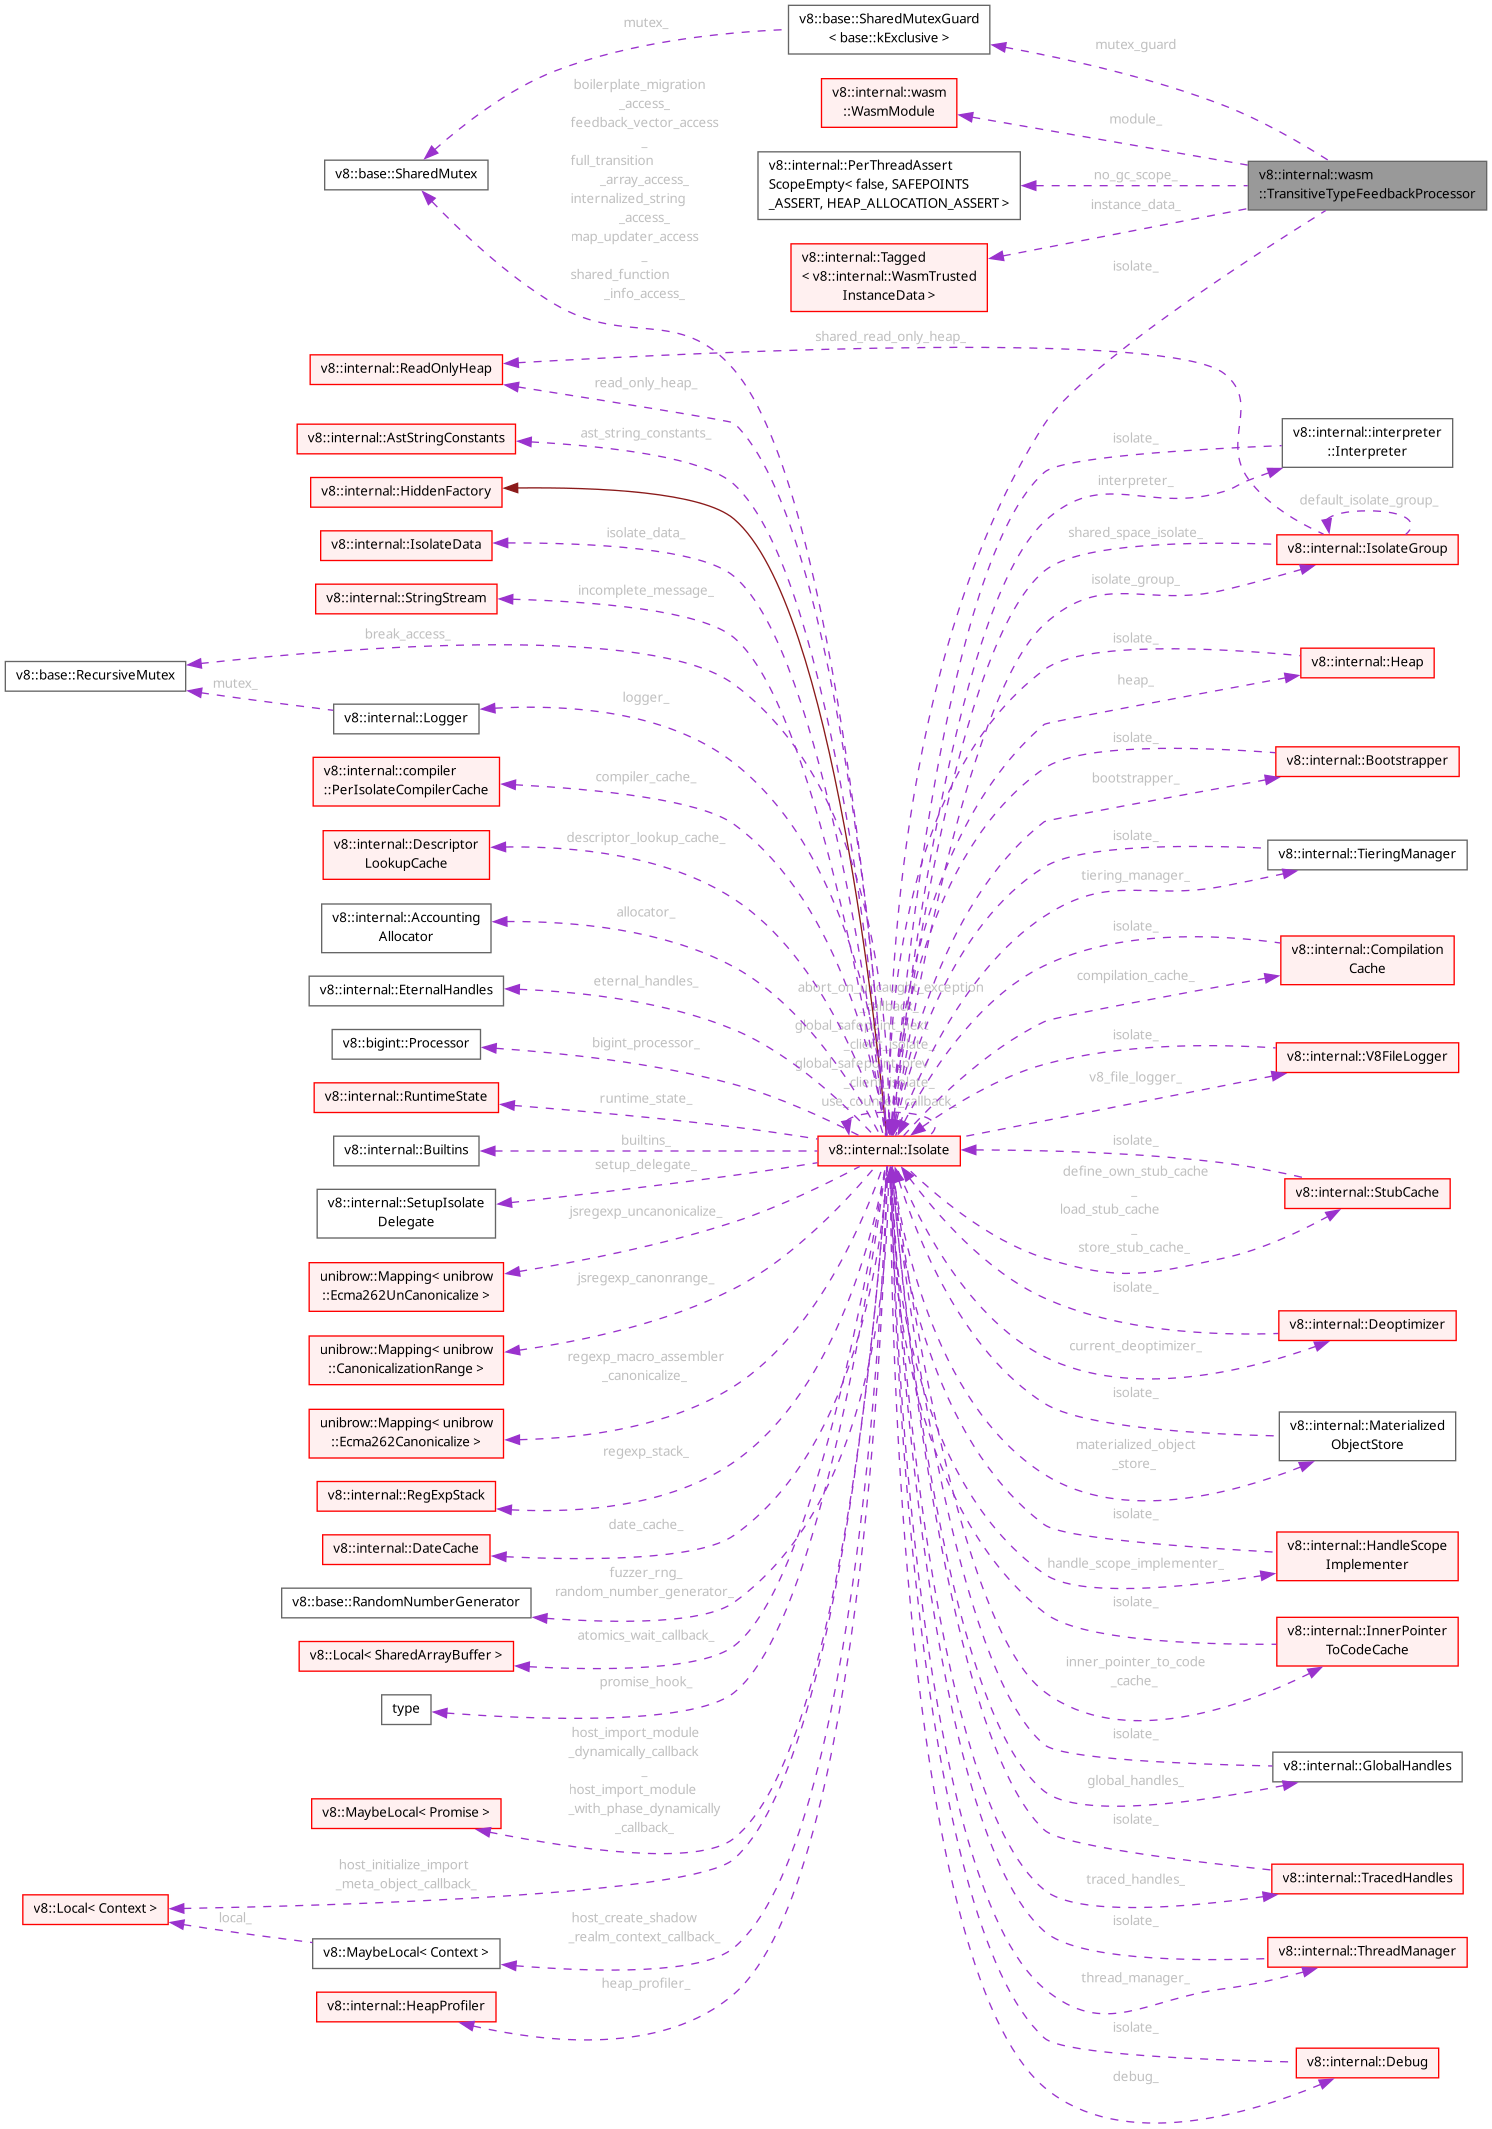 v8::base::SharedMutexGuard
< base::kExclusive >
mutex_
mutex_guard
v8::internal::wasm
::WasmModule
module_
boilerplate_migration
_access_
feedback_vector_access
_
full_transition
_array_access_
internalized_string
_access_
map_updater_access
_
shared_function
_info_access_
v8::base::SharedMutex
v8::internal::PerThreadAssert
ScopeEmpty< false, SAFEPOINTS
_ASSERT, HEAP_ALLOCATION_ASSERT >
no_gc_scope_
v8::internal::wasm
::TransitiveTypeFeedbackProcessor
instance_data_
v8::internal::Tagged
< v8::internal::WasmTrusted
InstanceData >
isolate_
shared_read_only_heap_
v8::internal::ReadOnlyHeap
read_only_heap_
v8::internal::AstStringConstants
ast_string_constants_
isolate_
v8::internal::interpreter
::Interpreter
interpreter_
v8::internal::HiddenFactory
default_isolate_group_
v8::internal::IsolateData
isolate_data_
shared_space_isolate_
v8::internal::IsolateGroup
isolate_group_
v8::internal::StringStream
incomplete_message_
break_access_
isolate_
v8::internal::Heap
heap_
v8::base::RecursiveMutex
mutex_
v8::internal::Logger
logger_
isolate_
v8::internal::Bootstrapper
bootstrapper_
v8::internal::compiler
::PerIsolateCompilerCache
compiler_cache_
v8::internal::Descriptor
LookupCache
descriptor_lookup_cache_
isolate_
v8::internal::TieringManager
tiering_manager_
v8::internal::Accounting
Allocator
allocator_
isolate_
v8::internal::Compilation
Cache
compilation_cache_
v8::internal::EternalHandles
eternal_handles_
abort_on_uncaught_exception
_callback_
global_safepoint_next
_client_isolate_
global_safepoint_prev
_client_isolate_
use_counter_callback_
v8::bigint::Processor
bigint_processor_
isolate_
v8::internal::V8FileLogger
v8_file_logger_
v8::internal::RuntimeState
runtime_state_
v8::internal::Builtins
builtins_
v8::internal::Isolate
isolate_
v8::internal::SetupIsolate
Delegate
setup_delegate_
define_own_stub_cache
_
load_stub_cache
_
store_stub_cache_
v8::internal::StubCache
unibrow::Mapping< unibrow
::Ecma262UnCanonicalize >
jsregexp_uncanonicalize_
isolate_
v8::internal::Deoptimizer
current_deoptimizer_
unibrow::Mapping< unibrow
::CanonicalizationRange >
jsregexp_canonrange_
unibrow::Mapping< unibrow
::Ecma262Canonicalize >
regexp_macro_assembler
_canonicalize_
isolate_
v8::internal::Materialized
ObjectStore
materialized_object
_store_
v8::internal::RegExpStack
regexp_stack_
v8::internal::DateCache
date_cache_
isolate_
v8::internal::HandleScope
Implementer
handle_scope_implementer_
v8::base::RandomNumberGenerator
fuzzer_rng_
random_number_generator_
isolate_
v8::internal::InnerPointer
ToCodeCache
inner_pointer_to_code
_cache_
v8::Local< SharedArrayBuffer >
atomics_wait_callback_
type
promise_hook_
isolate_
v8::internal::GlobalHandles
global_handles_
host_import_module
_dynamically_callback
_
host_import_module
_with_phase_dynamically
_callback_
v8::MaybeLocal< Promise >
isolate_
v8::internal::TracedHandles
traced_handles_
host_initialize_import
_meta_object_callback_
v8::Local< Context >
local_
v8::MaybeLocal< Context >
host_create_shadow
_realm_context_callback_
isolate_
v8::internal::ThreadManager
thread_manager_
v8::internal::HeapProfiler
heap_profiler_
isolate_
v8::internal::Debug
debug_